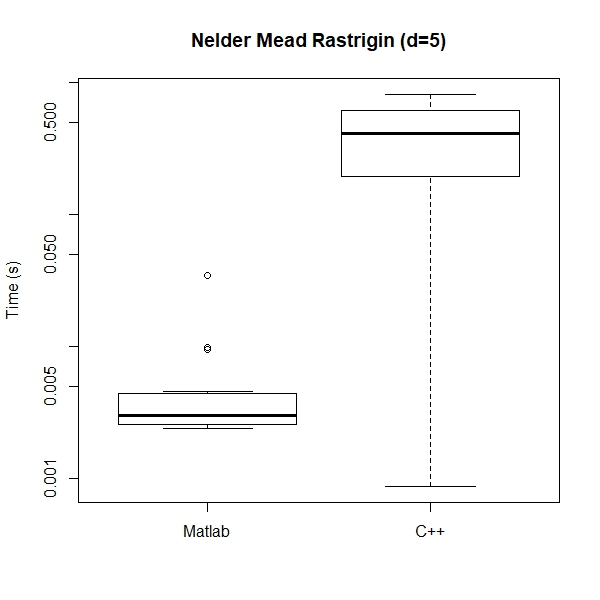 Nelder Mead Rastrigin (d=5)
Time (s)
0.500
0.050
0.005
0.001
Matlab
C++